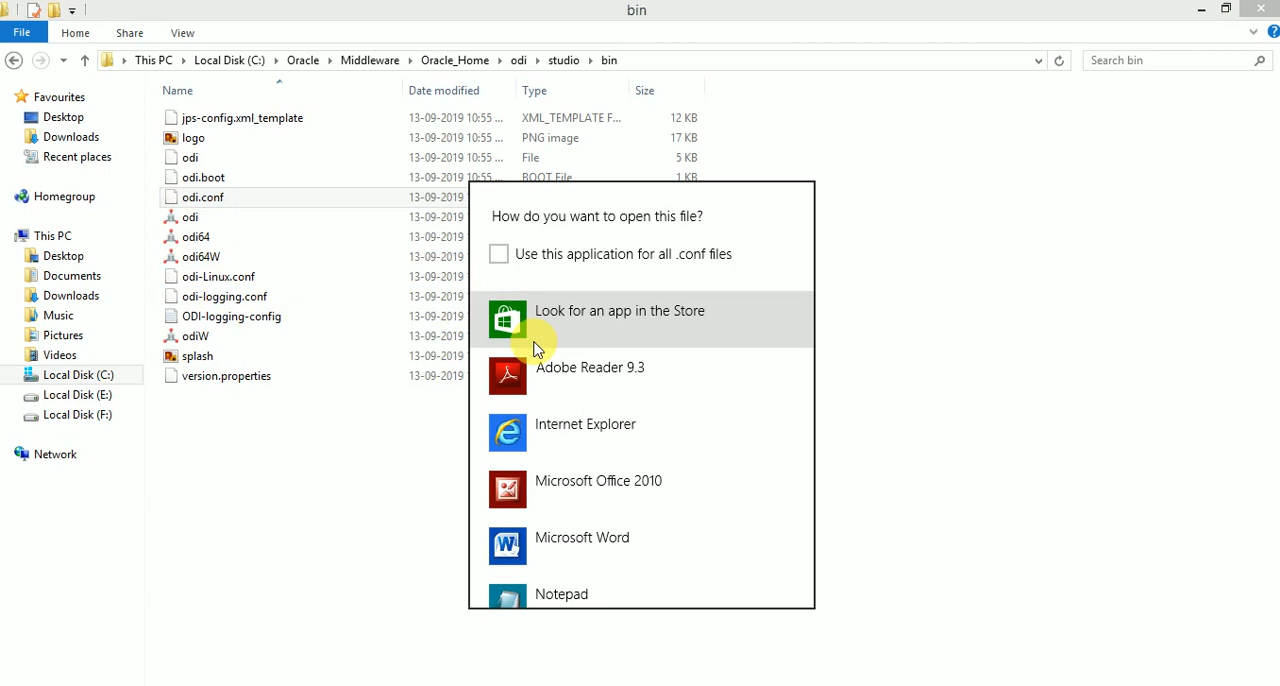 bin
File Home Share View
This PC Local Disk (C:) Oracle Middleware Oracle_Home odi studio bin
Search bin
Favourites
Desktop
Downloads
Recent places
Homegroup
This PC
Desktop
Documents
Downloads
Music
Pictures
Videos
Local Disk (C:)
Local Disk (E:)
Local Disk (F:)
Network
Name Date modified Type Size
jps-config.xml_template 13-09-2019 10:55 ... XML_TEMPLATE F... 12 KB
logo 13-09-2019 10:55 ... PNG image 17 KB
odi 13-09-2019 10:55 ... File 5 KB
odi.boot 13-09-2019 10:55 ... BOOT File 1 KB
odi.conf 13-09-2019
odi 13-09-2019
odi64 13-09-2019
odi64W 13-09-2019
odi-Linux.conf 13-09-2019
odi-logging.conf 13-09-2019
ODI-logging-config 13-09-2019
odiW 13-09-2019
splash 13-09-2019
version.properties 13-09-2019
How do you want to open this file?
Use this application for all .conf files
Look for an app in the Store
Adobe Reader 9.3
Internet Explorer
Microsoft Office 2010
Microsoft Word
Notepad